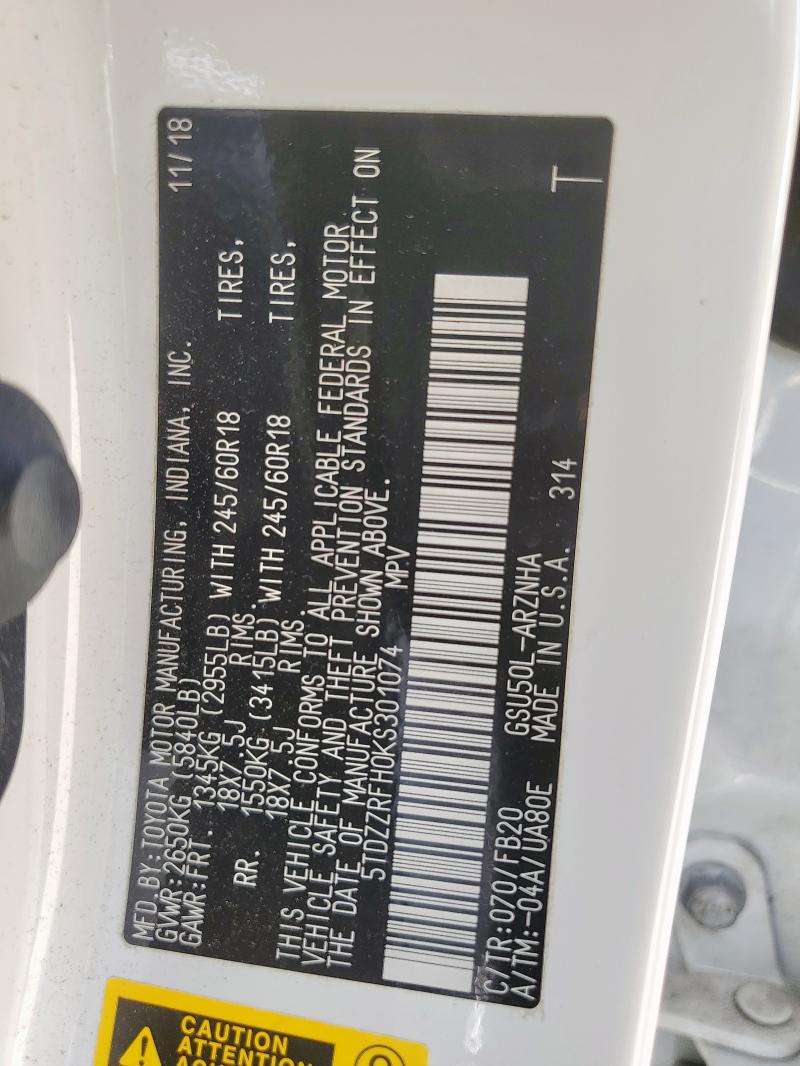 MFD BY:TOYOTA MOTOR MANUFACTURING, INDIANA, INC. 11/18
GVWR:2650KG (5840LB)
GAWR:FRT. 1345KG (2955LB) WITH 245/60R18 TIRES,
18X7.5J RIMS.
RR. 1550KG (3415LB) WITH 245/60R18 TIRES,
18X7.5J RIMS.
THIS VEHICLE CONFORMS TO ALL APPLICABLE FEDERAL MOTOR
VEHICLE SAFETY AND THEFT PREVENTION STANDARDS IN EFFECT ON
THE DATE OF MANUFACTURE SHOWN ABOVE.
5TDZZRFH0KS301074 MPV
C/TR:070/FB20 GSU50L-ARZNHA
A/TM:-04A/UA80E MADE IN U.S.A. 314 T
CAUTION
ATTENTION